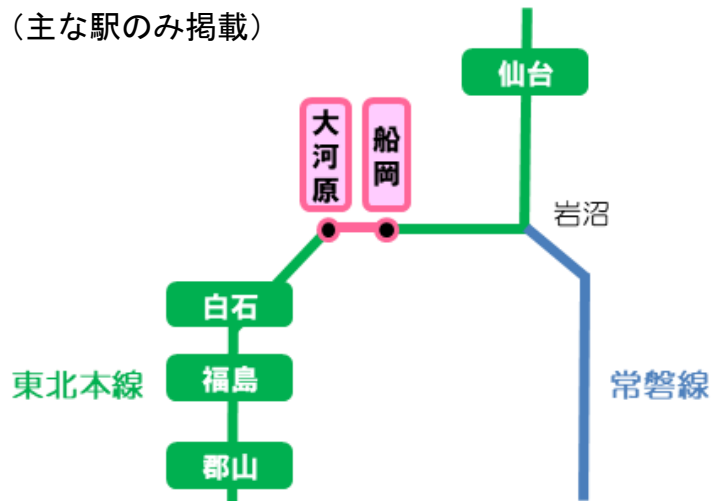 （主な駅のみ掲載）
仙台
大河原
船岡
岩沼
白石
東北本線
福島
常磐線
郡山